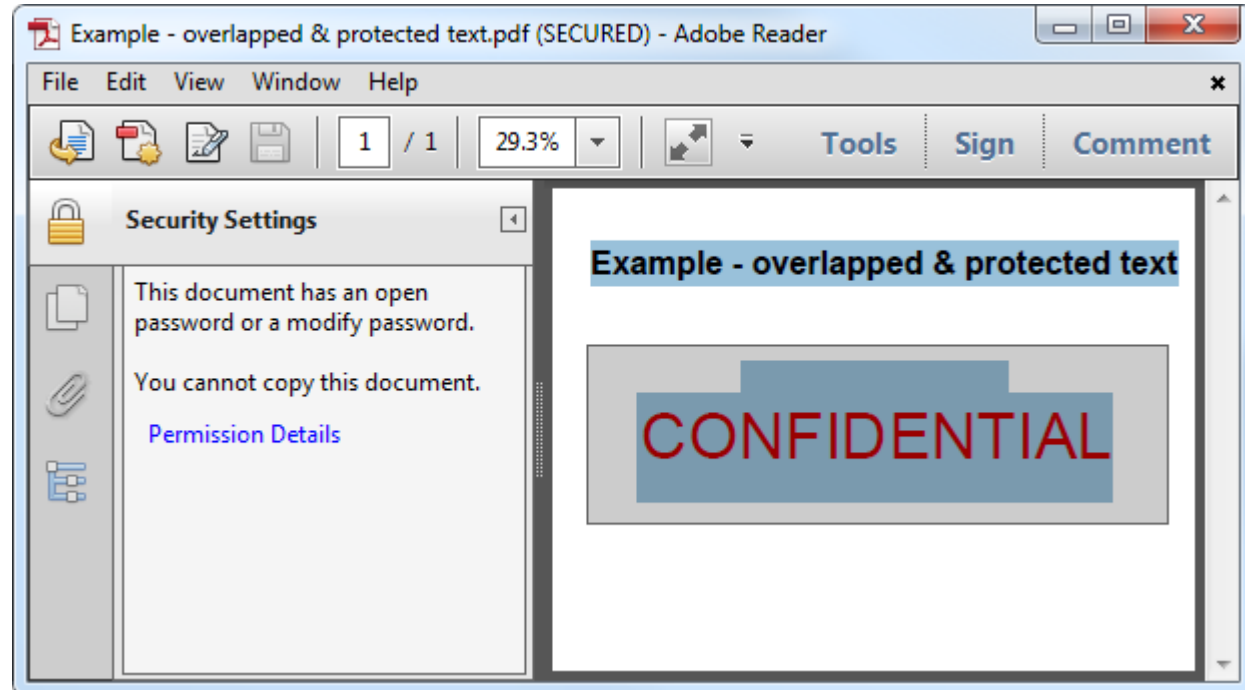 Example - overlapped & protected text.pdf (SECURED) - Adobe Reader
File Edit View Window Help
1 / 1 29.3% Tools Sign Comment
Security Settings
This document has an open
password or a modify password.
You cannot copy this document.
Permission Details
Example - overlapped & protected text
CONFIDENTIAL